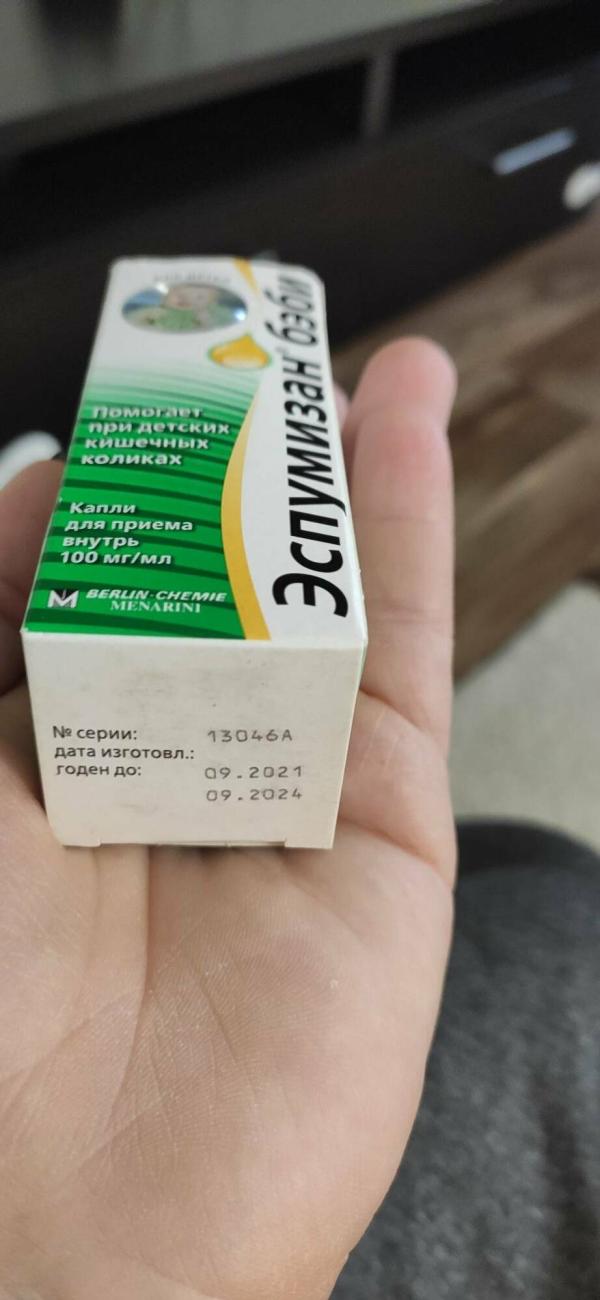 Эспумизан® бэби
Помогает
при детских
кишечных
коликах
Капли
для приема
внутрь
100 мг/мл
BERLIN-CHEMIE
MENARINI
№ серии: 13046A
дата изготовл.:
годен до: 09.2021
09.2024